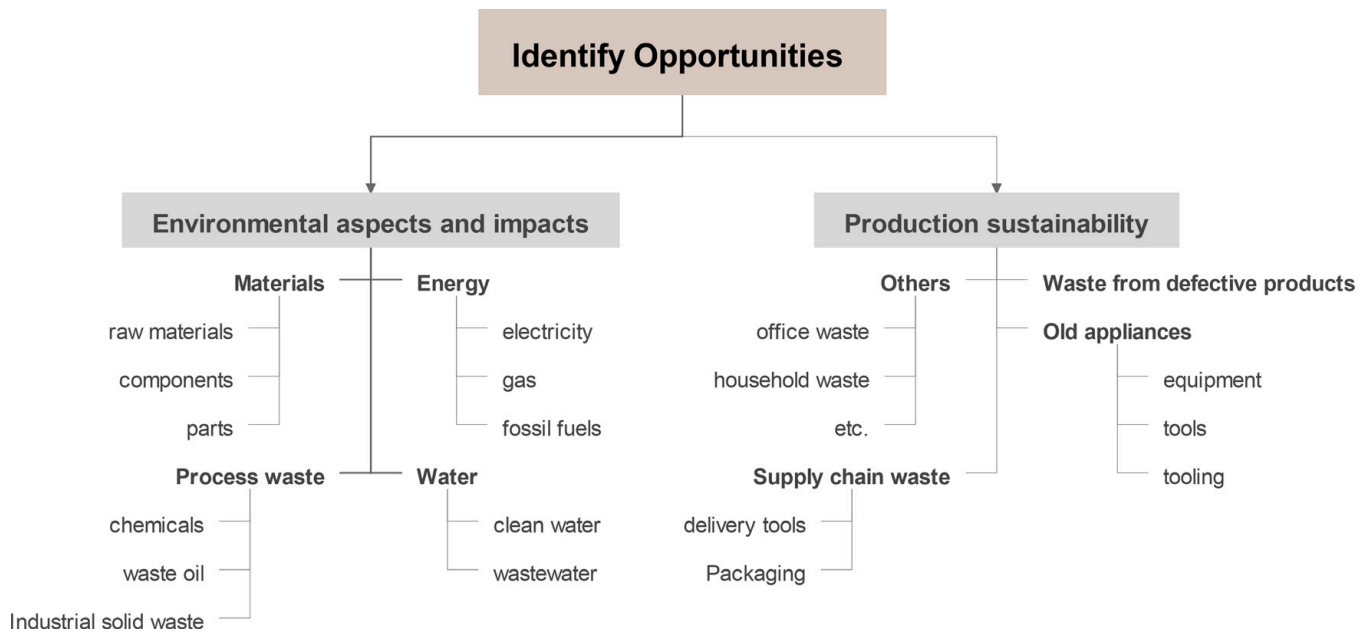 Identify Opportunities
Environmental aspects and impacts
Materials
raw materials
components
parts
Energy
electricity
gas
fossil fuels
Process waste
chemicals
waste oil
Industrial solid waste
Water
clean water
wastewater
Production sustainability
Others
office waste
household waste
etc.
Waste from defective products
Old appliances
equipment
tools
tooling
Supply chain waste
delivery tools
Packaging